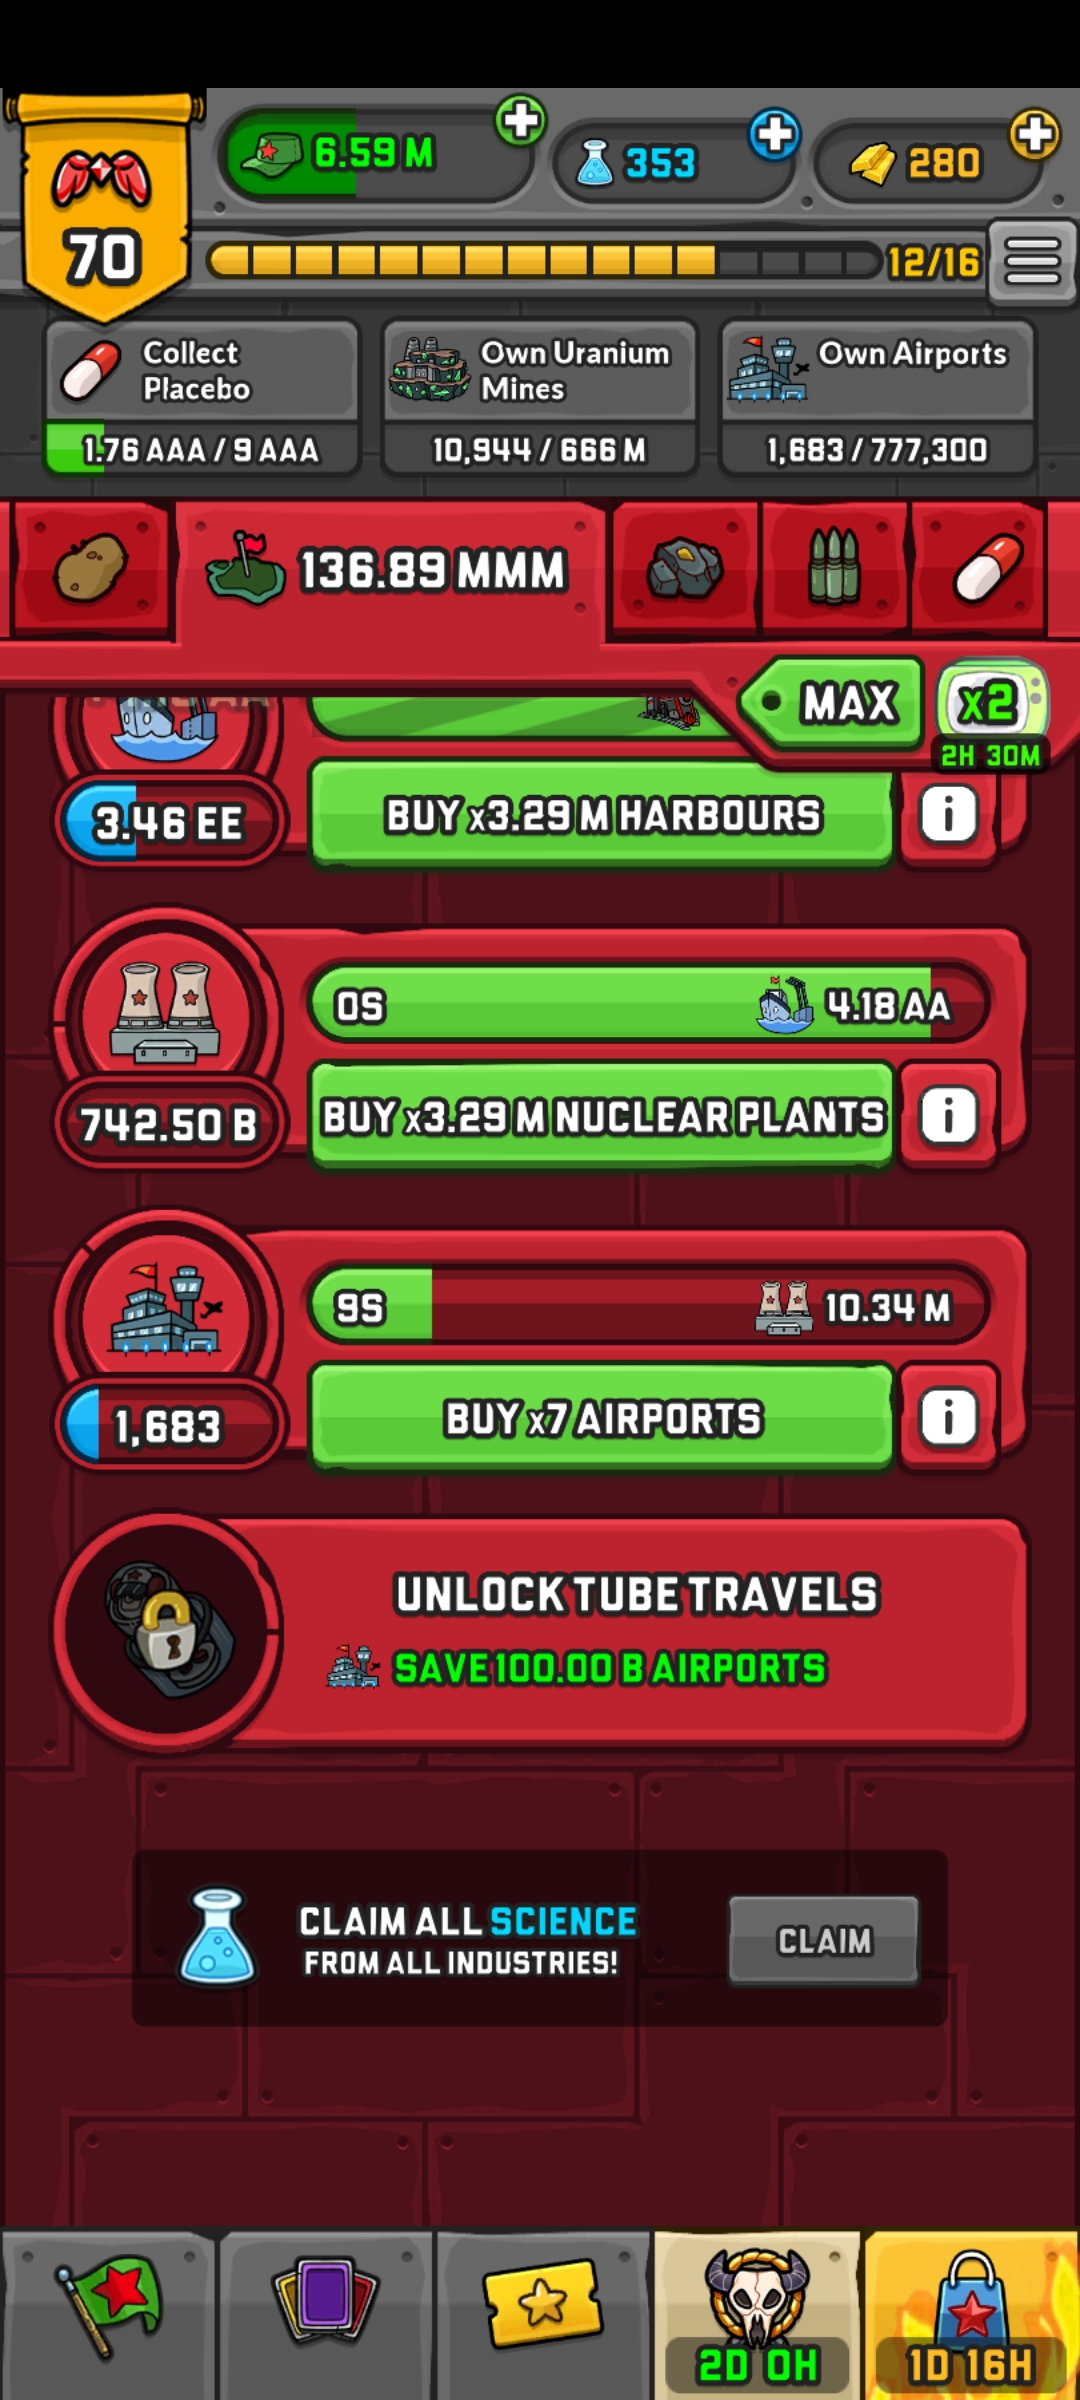 6.59 M
353
280
70
12/16
Collect
Placebo
1.76 AAA / 9 AAA
Own Uranium
Mines
10,944 / 666 M
Own Airports
1,683 / 777,300
136.89 MMM
MAX
x2
2H 30M
3.46 EE
BUY x3.29 M HARBOURS
i
0S
4.18 AA
742.50 B
BUY x3.29 M NUCLEAR PLANTS
i
9S
10.34 M
1,683
BUY x7 AIRPORTS
i
UNLOCK TUBE TRAVELS
SAVE 100.00 B AIRPORTS
CLAIM ALL SCIENCE
FROM ALL INDUSTRIES!
CLAIM
2D 0H
1D 16H